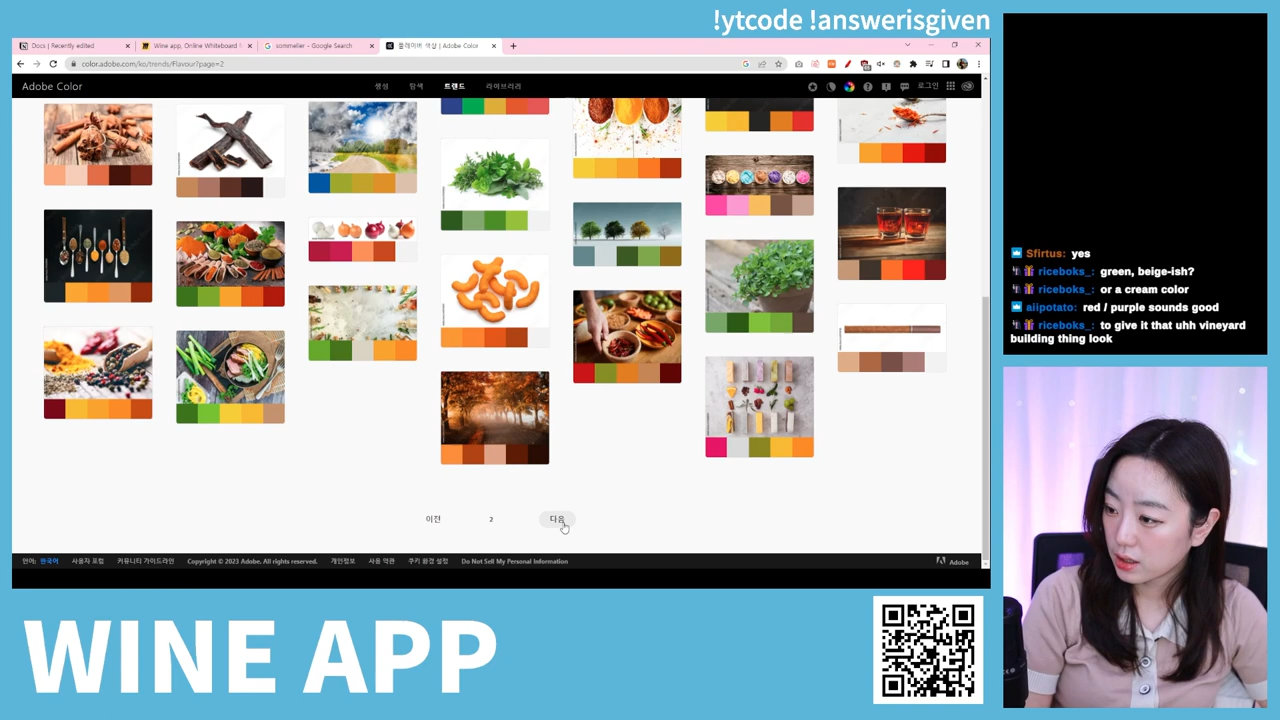 !ytcode !answerisgiven
Docs | Recently edited
Wine app, Online Whiteboard
sommelier - Google Search
플레이버 색상 | Adobe Color
color.adobe.com/ko/trends/Flavour?page=2
Adobe Color
생성
탐색
트렌드
라이브러리
로그인
Sfirtus: yes
riceboks_: green, beige-ish?
riceboks_: or a cream color
aiipotato: red / purple sounds good
riceboks_: to give it that uhh vineyard
building thing look
이전
2
다음
언어: 한국어
사용자 포럼
커뮤니티 가이드라인
Copyright © 2023 Adobe. All rights reserved.
개인정보
사용 약관
쿠키 환경 설정
Do Not Sell My Personal Information
Adobe
WINE APP